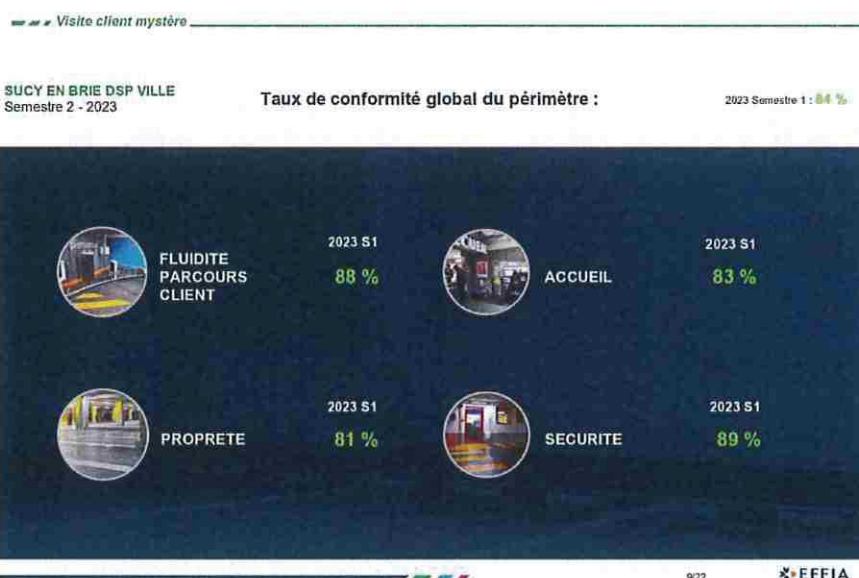 Visite client mystère
SUCY EN BRIE DSP VILLE
Semestre 2 - 2023
Taux de conformité global du périmètre :
2023 Semestre 1 : 84 %
FLUIDITE
PARCOURS
CLIENT
2023 S1
88 %
ACCUEIL
2023 S1
83 %
PROPRETE
2023 S1
81 %
SECURITE
2023 S1
89 %
9/22
EFFIA